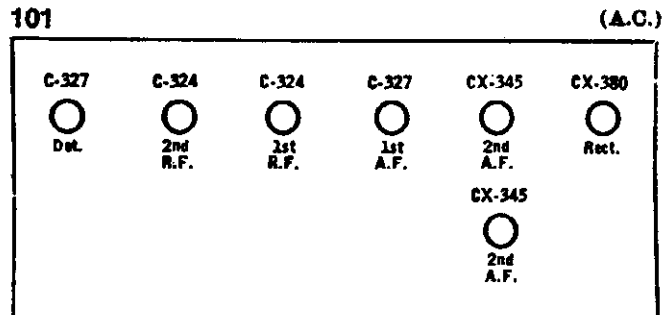 101 (A.C.)
C-327 C-324 C-324 C-327 CX-345 CX-380
Det. 2nd 1st 1st 2nd Rect.
R.F. R.F. A.F. A.F.
CX-345
2nd
A.F.